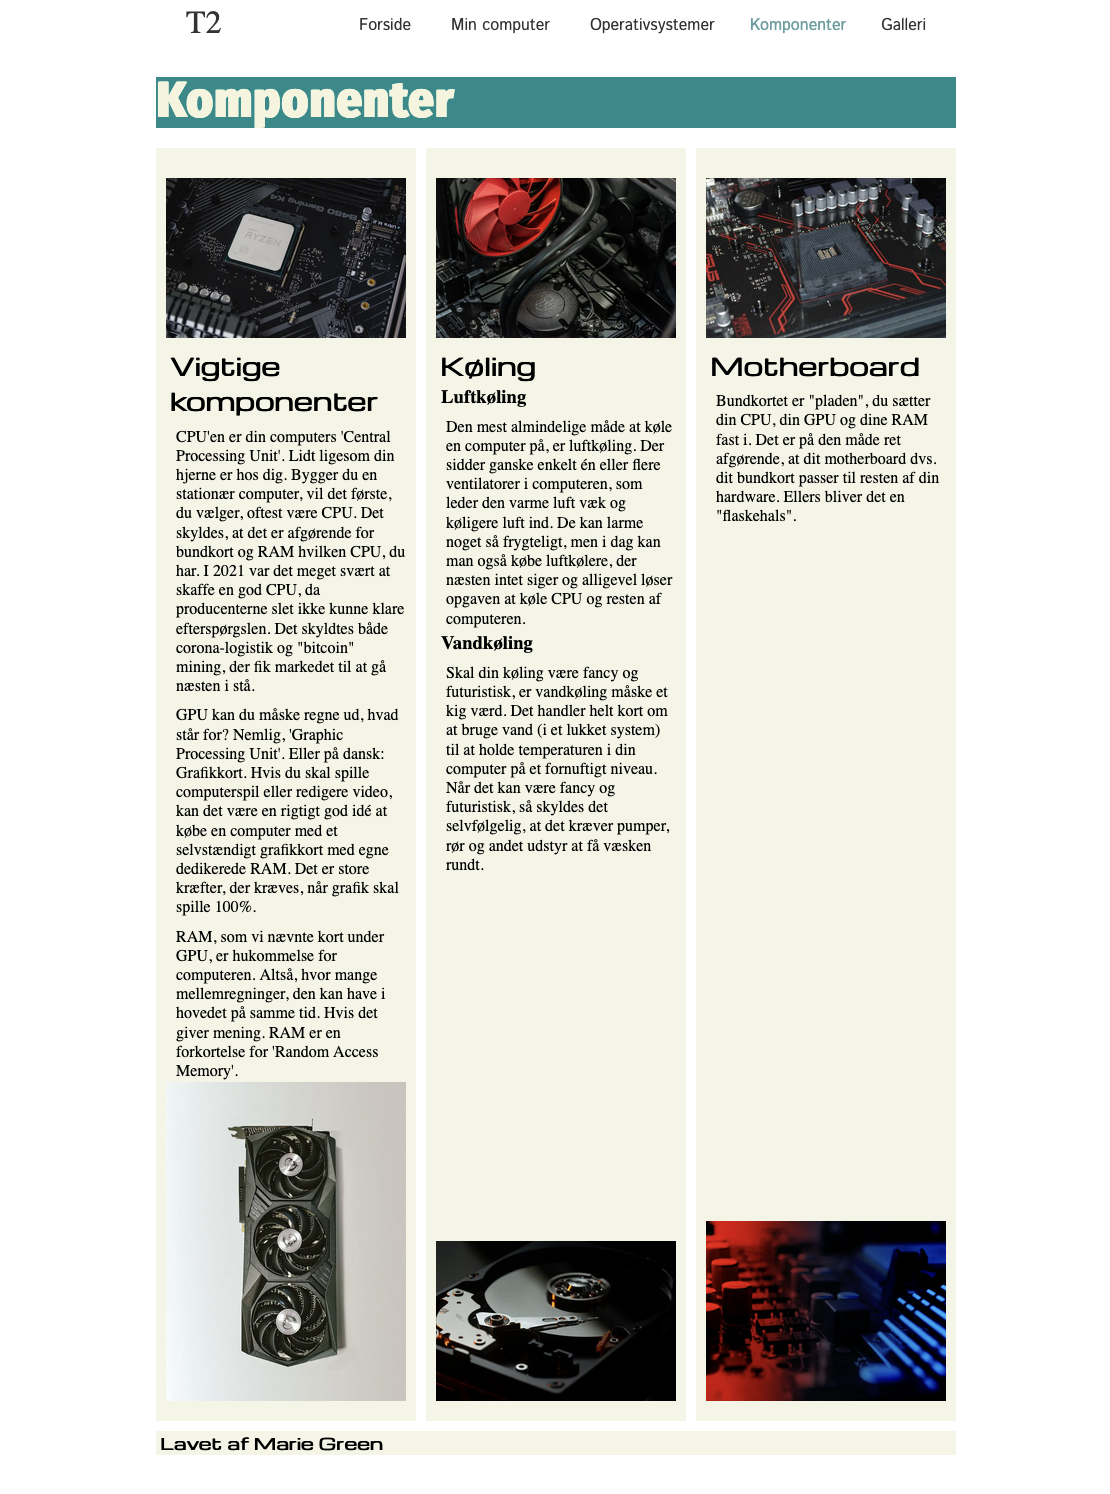 T2
Forside
Min computer
Operativsystemer
Komponenter
Galleri
Komponenter
B450 Gaming K4
Ultra M.2
RYZEN
Vigtige
komponenter
CPU'en er din computers 'Central
Processing Unit'. Lidt ligesom din
hjerne er hos dig. Bygger du en
stationær computer, vil det første,
du vælger, oftest være CPU. Det
skyldes, at det er afgørende for
bundkort og RAM hvilken CPU, du
har. I 2021 var det meget svært at
skaffe en god CPU, da
producenterne slet ikke kunne klare
efterspørgslen. Det skyldtes både
corona-logistik og "bitcoin"
mining, der fik markedet til at gå
næsten i stå.
GPU kan du måske regne ud, hvad
står for? Nemlig, 'Graphic
Processing Unit'. Eller på dansk:
Grafikkort. Hvis du skal spille
computerspil eller redigere video,
kan det være en rigtigt god idé at
købe en computer med et
selvstændigt grafikkort med egne
dedikerede RAM. Det er store
kræfter, der kræves, når grafik skal
spille 100%.
RAM, som vi nævnte kort under
GPU, er hukommelse for
computeren. Altså, hvor mange
mellemregninger, den kan have i
hovedet på samme tid. Hvis det
giver mening. RAM er en
forkortelse for 'Random Access
Memory'.
Køling
Luftkøling
Den mest almindelige måde at køle
en computer på, er luftkøling. Der
sidder ganske enkelt én eller flere
ventilatorer i computeren, som
leder den varme luft væk og
køligere luft ind. De kan larme
noget så frygteligt, men i dag kan
man også købe luftkølere, der
næsten intet siger og alligevel løser
opgaven at køle CPU og resten af
computeren.
Vandkøling
Skal din køling være fancy og
futuristisk, er vandkøling måske et
kig værd. Det handler helt kort om
at bruge vand (i et lukket system)
til at holde temperaturen i din
computer på et fornuftigt niveau.
Når det kan være fancy og
futuristisk, så skyldes det
selvfølgelig, at det kræver pumper,
rør og andet udstyr at få væsken
rundt.
Motherboard
Bundkortet er "pladen", du sætter
din CPU, din GPU og dine RAM
fast i. Det er på den måde ret
afgørende, at dit motherboard dvs.
dit bundkort passer til resten af din
hardware. Ellers bliver det en
"flaskehals".
Lavet af Marie Green